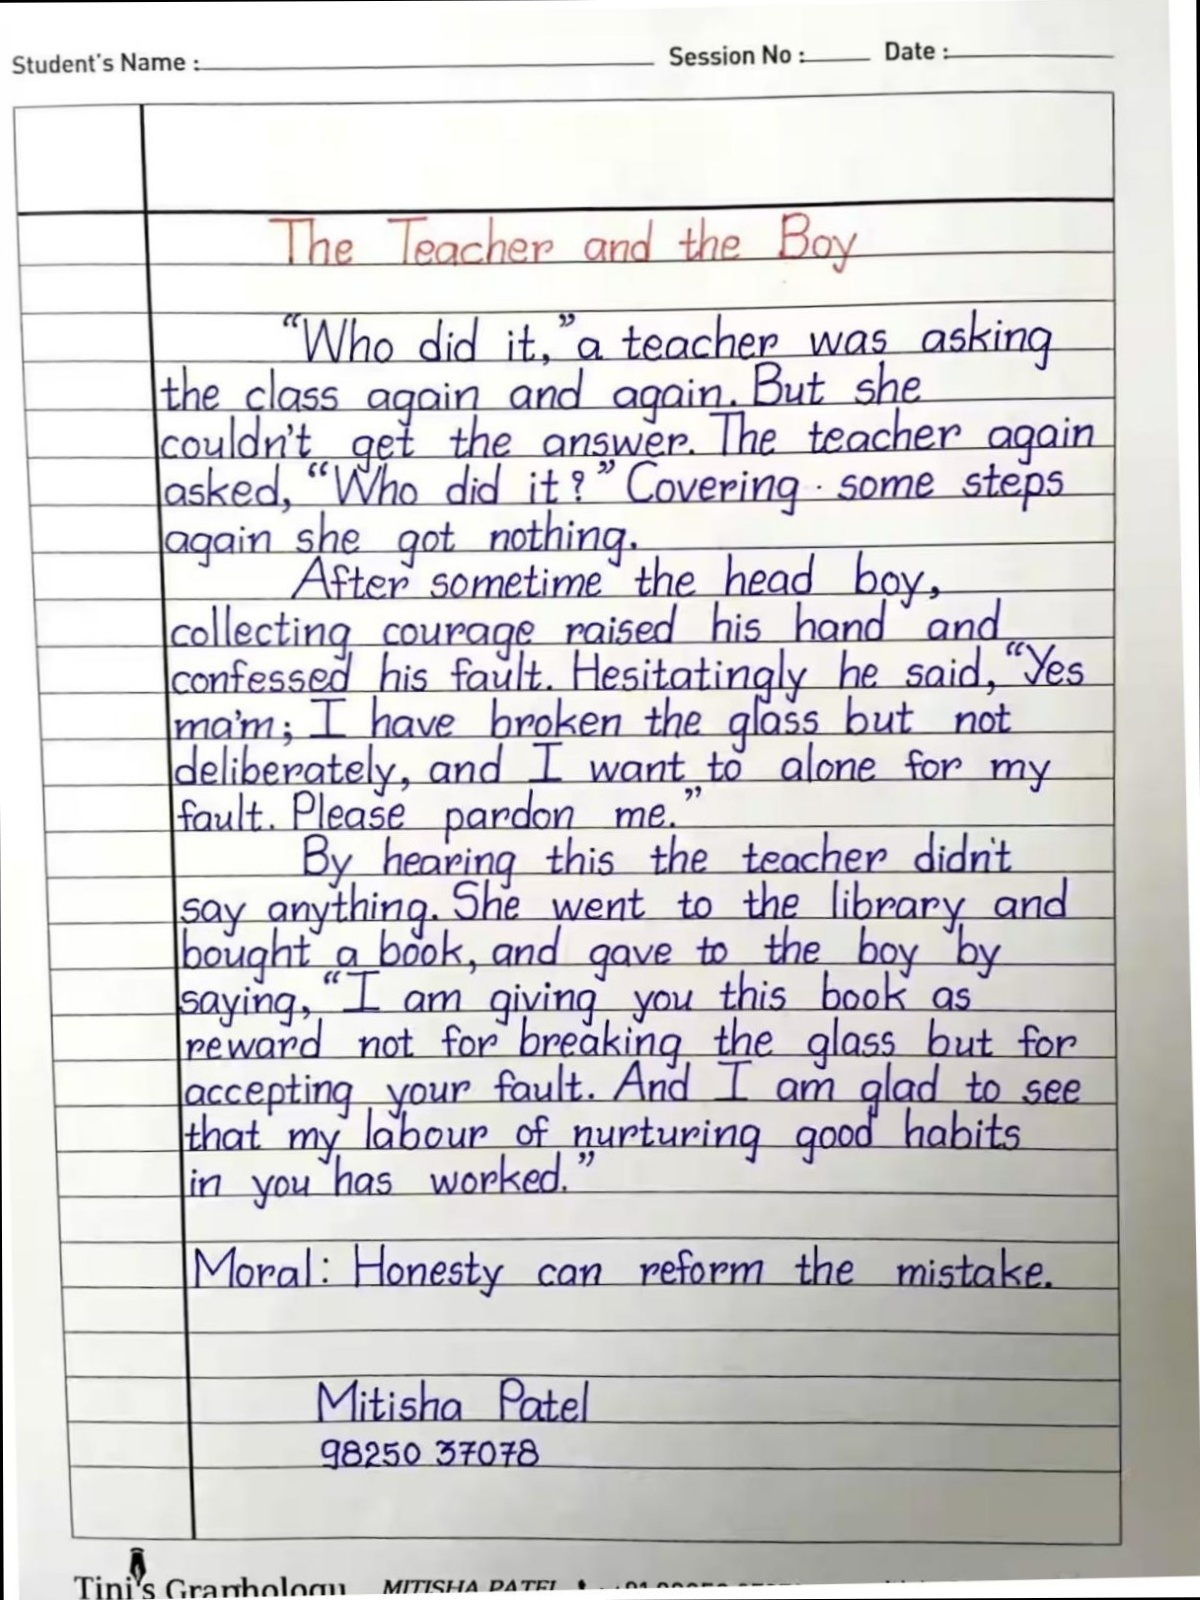 Student's Name : Session No : Date :
The Teacher and the Boy
"Who did it," a teacher was asking
the class again and again. But she
couldn't get the answer. The teacher again
asked, "Who did it?" Covering . some steps
again she got nothing.
After sometime the head boy,
collecting courage raised his hand and
confessed his fault. Hesitatingly he said, "Yes
ma'm; I have broken the glass but not
deliberately, and I want to alone for my
fault. Please pardon me."
By hearing this the teacher didn't
say anything. She went to the library and
bought a book, and gave to the boy by
saying, "I am giving you this book as
reward not for breaking the glass but for
accepting your fault. And I am glad to see
that my labour of nurturing good habits
in you has worked."
Moral: Honesty can reform the mistake.
Mitisha Patel
98250 37078
Tini's Graphology MITISHA PATEL